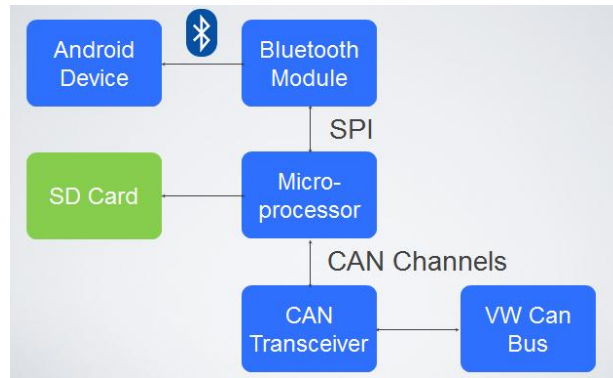 Android
Device
Bluetooth
Module
SPI
SD Card
Micro-
processor
CAN Channels
CAN
Transceiver
VW Can
Bus